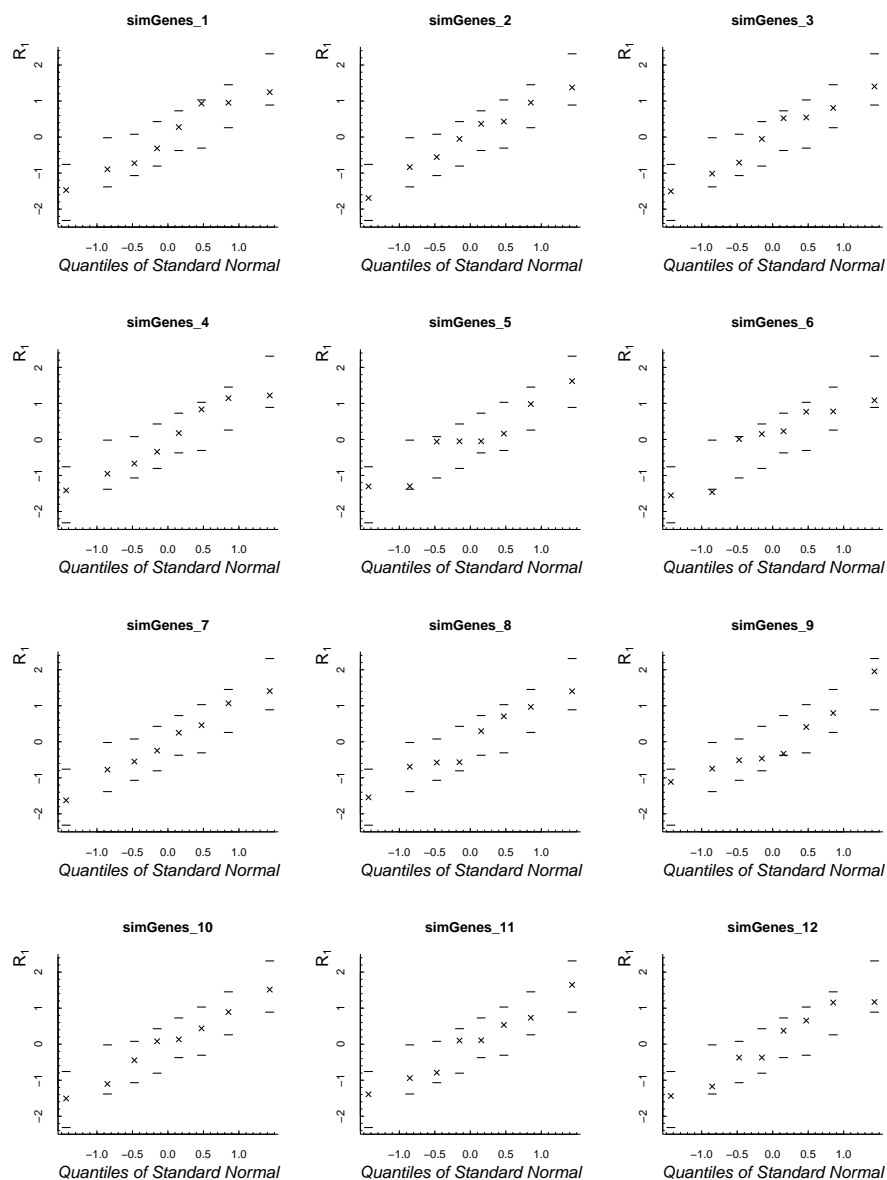 simGenes_1 simGenes_2 simGenes_3
R1 R1 R1
2 2 2
1 1 1
0 0 0
−1 −1 −1
−2 −2 −2
−1.0 −0.5 0.0 0.5 1.0 −1.0 −0.5 0.0 0.5 1.0 −1.0 −0.5 0.0 0.5 1.0
Quantiles of Standard Normal Quantiles of Standard Normal Quantiles of Standard Normal
simGenes_4 simGenes_5 simGenes_6
R1 R1 R1
2 2 2
1 1 1
0 0 0
−1 −1 −1
−2 −2 −2
−1.0 −0.5 0.0 0.5 1.0 −1.0 −0.5 0.0 0.5 1.0 −1.0 −0.5 0.0 0.5 1.0
Quantiles of Standard Normal Quantiles of Standard Normal Quantiles of Standard Normal
simGenes_7 simGenes_8 simGenes_9
R1 R1 R1
2 2 2
1 1 1
0 0 0
−1 −1 −1
−2 −2 −2
−1.0 −0.5 0.0 0.5 1.0 −1.0 −0.5 0.0 0.5 1.0 −1.0 −0.5 0.0 0.5 1.0
Quantiles of Standard Normal Quantiles of Standard Normal Quantiles of Standard Normal
simGenes_10 simGenes_11 simGenes_12
R1 R1 R1
2 2 2
1 1 1
0 0 0
−1 −1 −1
−2 −2 −2
−1.0 −0.5 0.0 0.5 1.0 −1.0 −0.5 0.0 0.5 1.0 −1.0 −0.5 0.0 0.5 1.0
Quantiles of Standard Normal Quantiles of Standard Normal Quantiles of Standard Normal